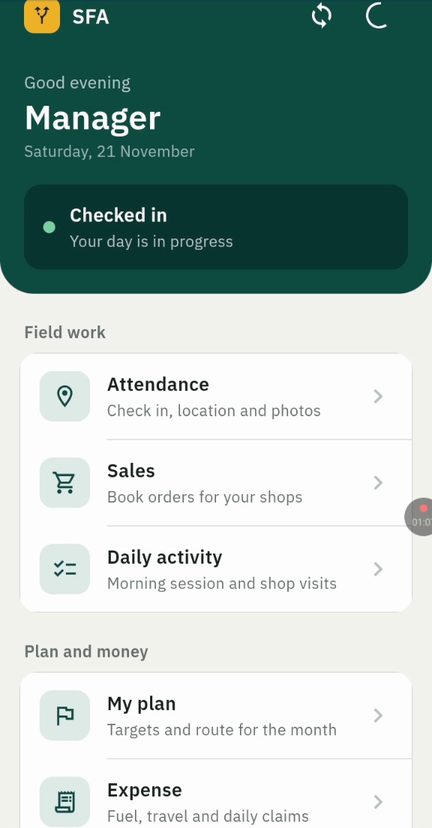 SFA
Good evening
Manager
Saturday, 21 November
Checked in
Your day is in progress
Field work
Attendance
Check in, location and photos
Sales
Book orders for your shops
Daily activity
Morning session and shop visits
Plan and money
My plan
Targets and route for the month
Expense
Fuel, travel and daily claims